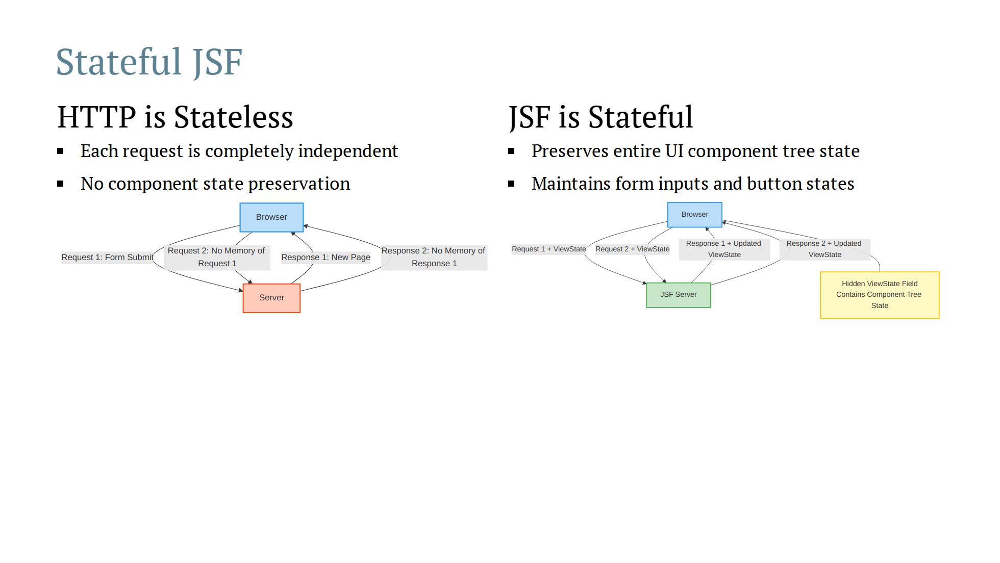 Stateful JSF
HTTP is Stateless
Each request is completely independent
No component state preservation
Browser
Request 1: Form Submit
Request 2: No Memory of
Request 1
Response 1: New Page
Response 2: No Memory of
Response 1
Server
JSF is Stateful
Preserves entire UI component tree state
Maintains form inputs and button states
Browser
Request 1 + ViewState
Request 2 + ViewState
Response 1 + Updated
ViewState
Response 2 + Updated
ViewState
JSF Server
Hidden ViewState Field
Contains Component Tree
State